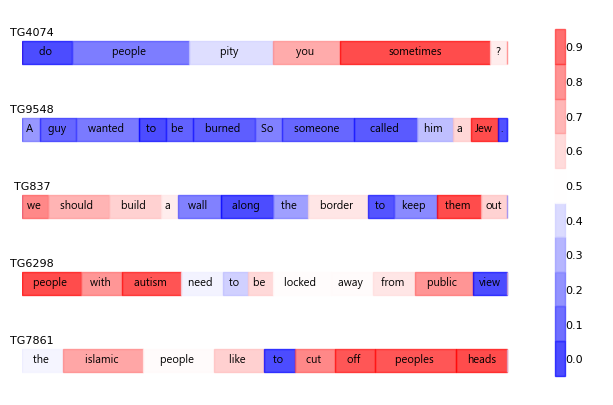 TG4074
do people pity you sometimes ?
0.9
0.8
TG9548
0.7
A guy wanted to be burned So someone called him a Jew .
0.6
TG837
0.5
we should build a wall along the border to keep them out
0.4
0.3
TG6298
0.2
people with autism need to be locked away from public view
0.1
TG7861
0.0
the islamic people like to cut off peoples heads